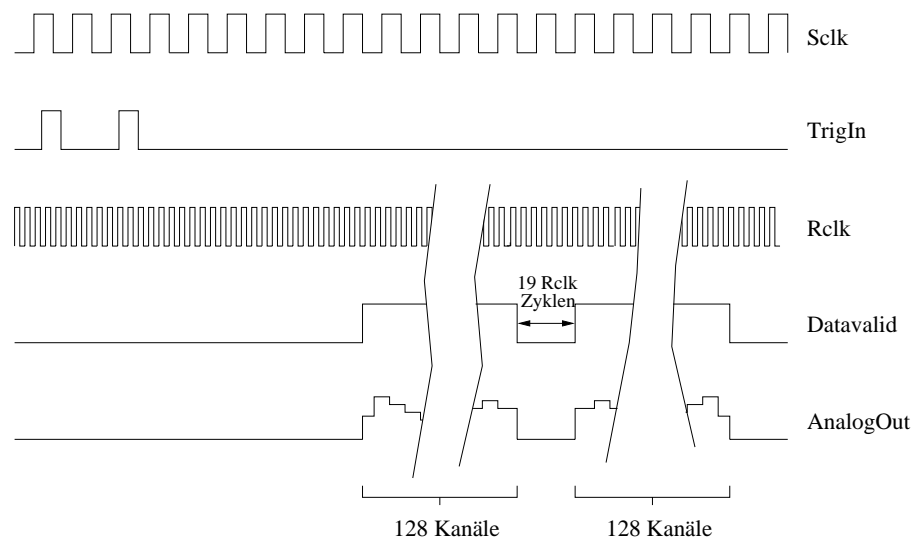 Sclk
TrigIn
Rclk
19 Rclk
Zyklen
Datavalid
AnalogOut
128 Kanäle
128 Kanäle